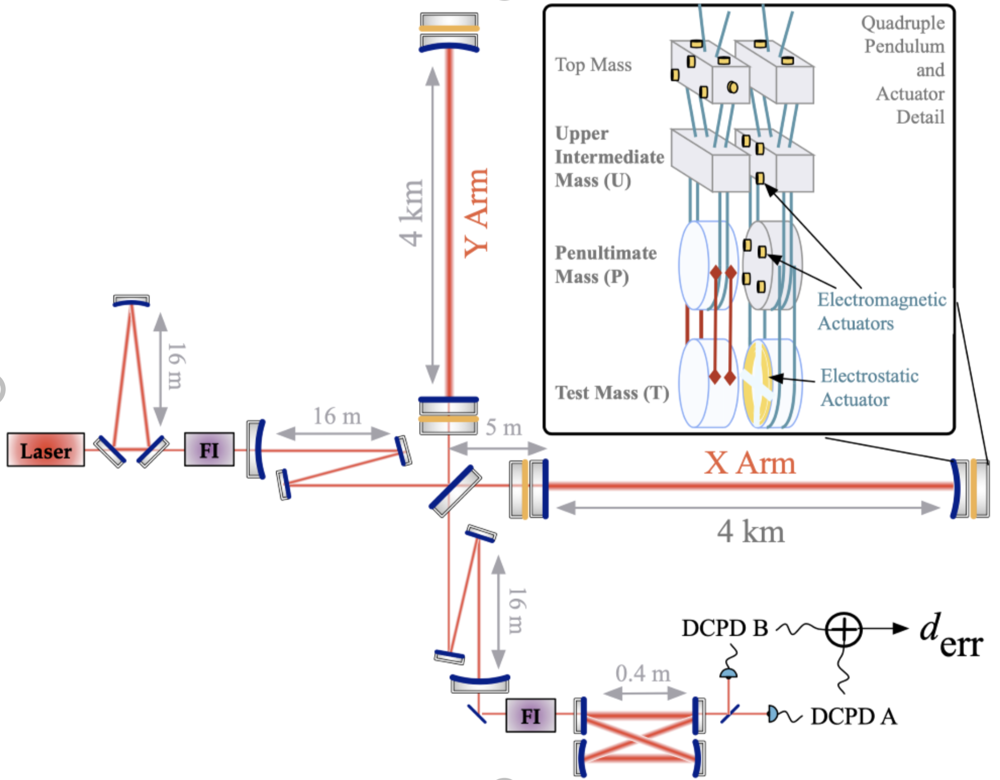 Quadruple
Pendulum
and
Actuator
Detail
Top Mass
Upper
Intermediate
Mass (U)
Penultimate
Mass (P)
Test Mass (T)
Electromagnetic
Actuators
Electrostatic
Actuator
4 km
Y Arm
16 m
16 m
5 m
Laser
FI
X Arm
4 km
16 m
0.4 m
FI
DCPD B
DCPD A
d err